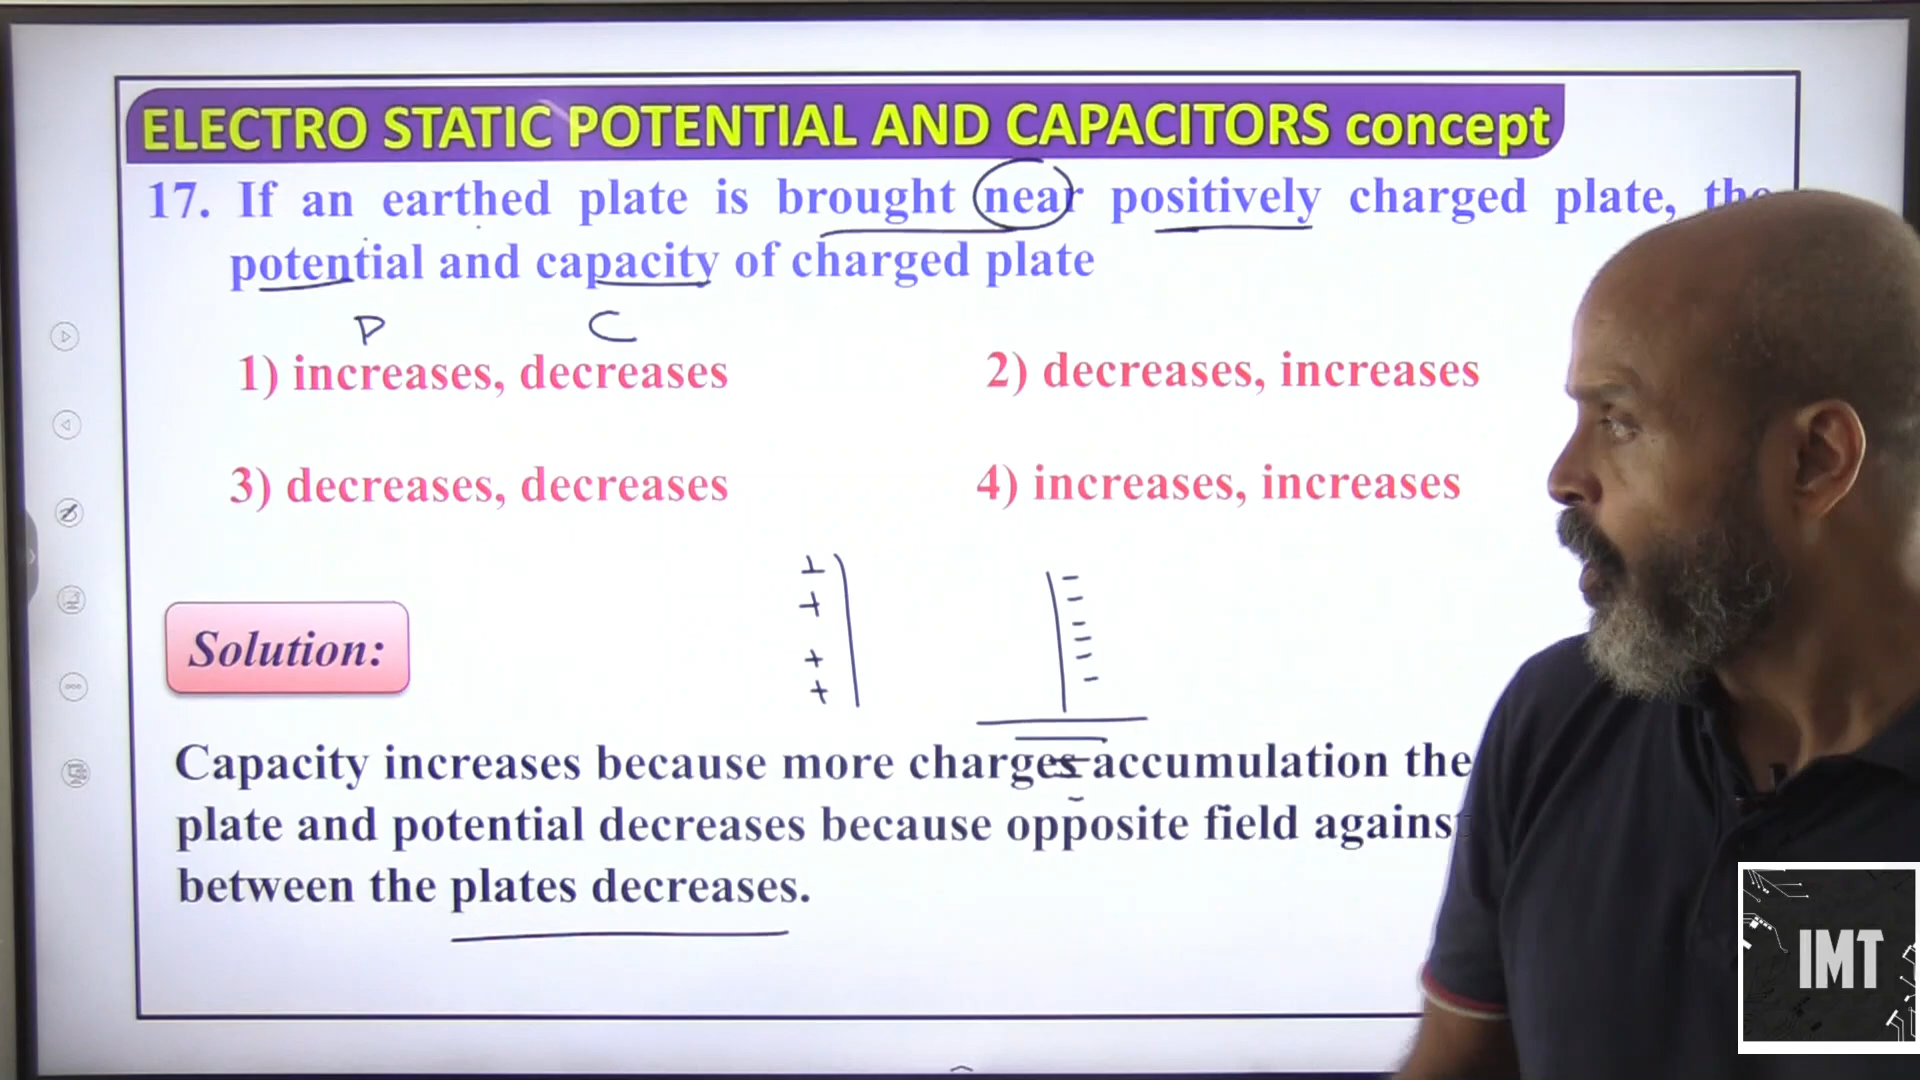 ELECTRO STATIC POTENTIAL AND CAPACITORS concept
17. If an earthed plate is brought near positively charged plate, the
potential and capacity of charged plate
P C
1) increases, decreases 2) decreases, increases
3) decreases, decreases 4) increases, increases
+ + + +
- - - - - -
Solution:
Capacity increases because more charges accumulation the
plate and potential decreases because opposite field
between the plates decreases.
IMT